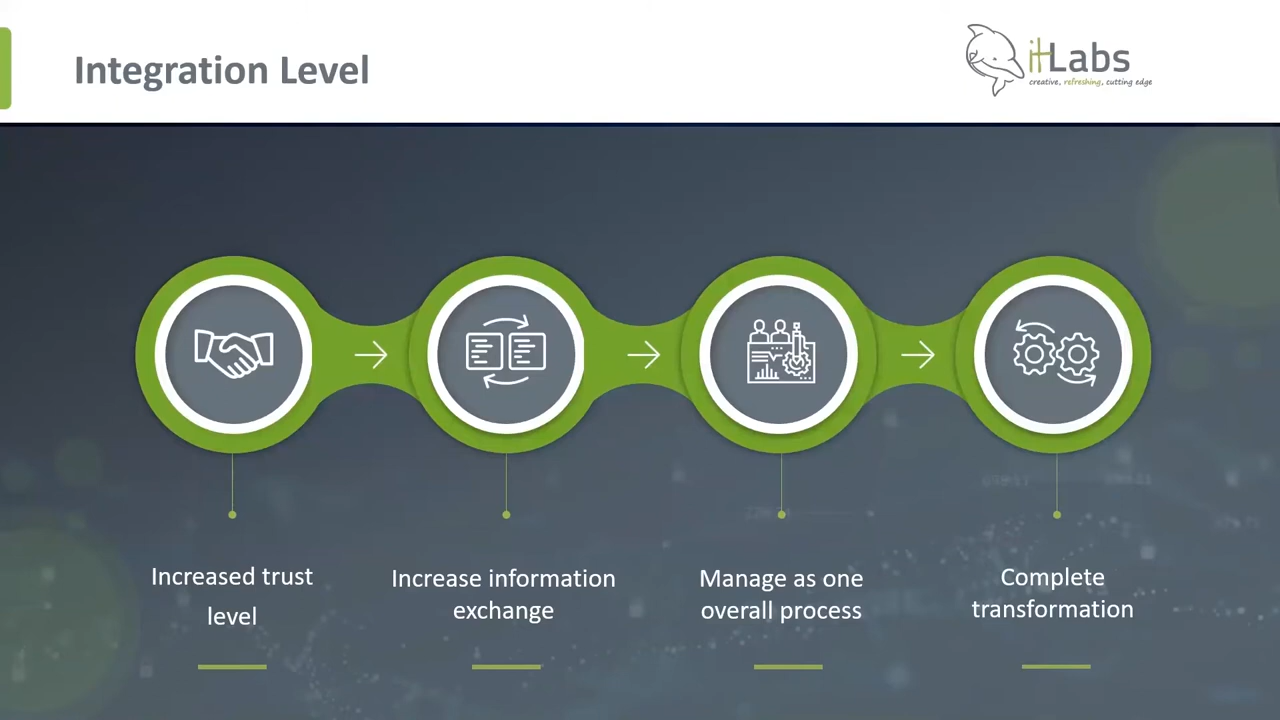 Integration Level
itLabs
creative, refreshing, cutting edge
Increased trust
level
Increase information
exchange
Manage as one
overall process
Complete
transformation